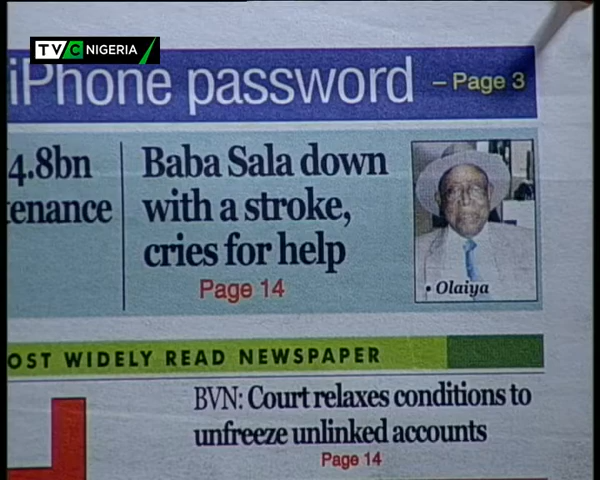 TVC NIGERIA
iPhone password – Page 3
4.8bn
enance
Baba Sala down
with a stroke,
cries for help
Page 14
• Olaiya
OST WIDELY READ NEWSPAPER
BVN: Court relaxes conditions to
unfreeze unlinked accounts
Page 14